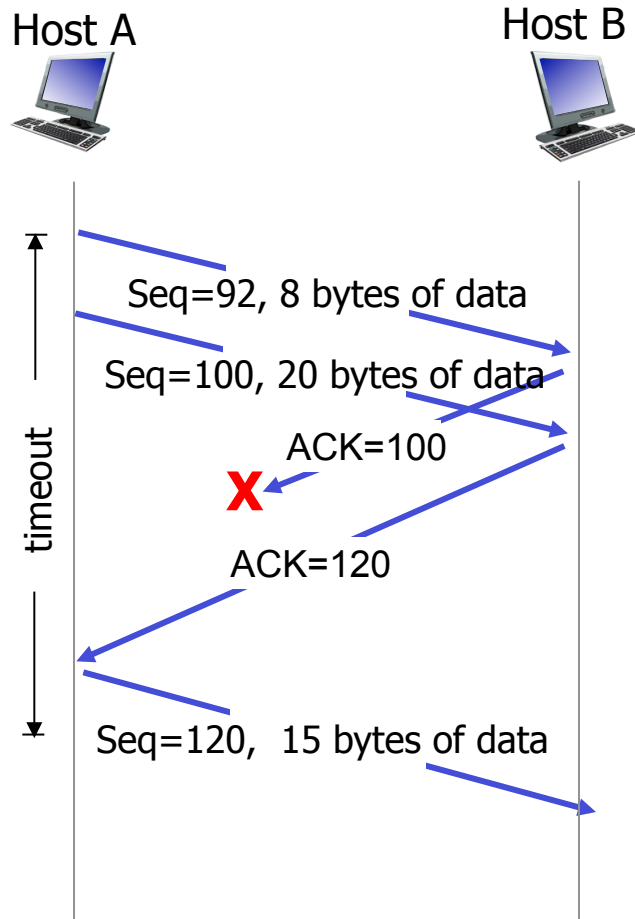 Host A
Host B
Seq=92, 8 bytes of data
Seq=100, 20 bytes of data
ACK=100
X
timeout
ACK=120
Seq=120, 15 bytes of data